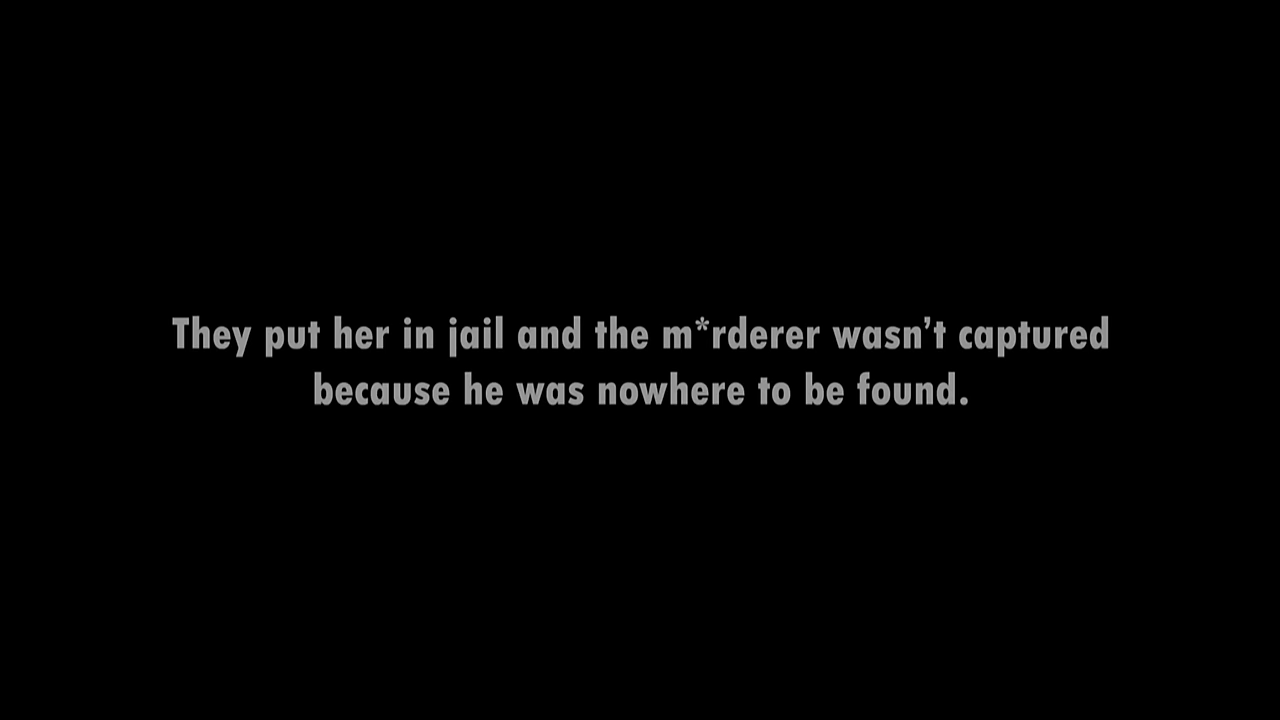 They put her in jail and the m*rderer wasn’t captured
because he was nowhere to be found.